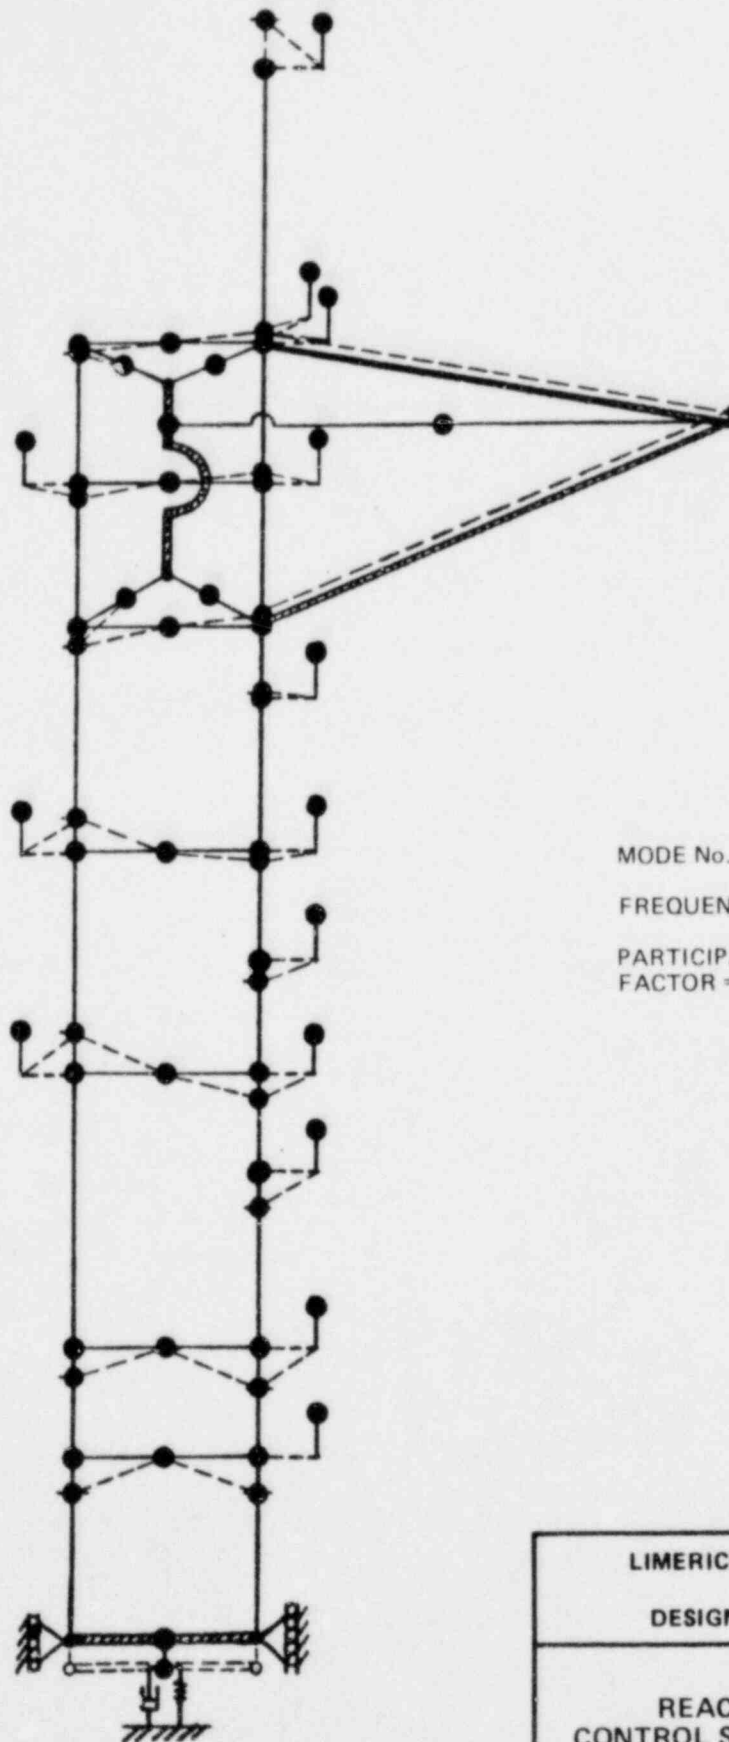 MODE No.
FREQUEN
PARTICIP
FACTOR =
LIMERIC
DESIGN
REAC
CONTROL S